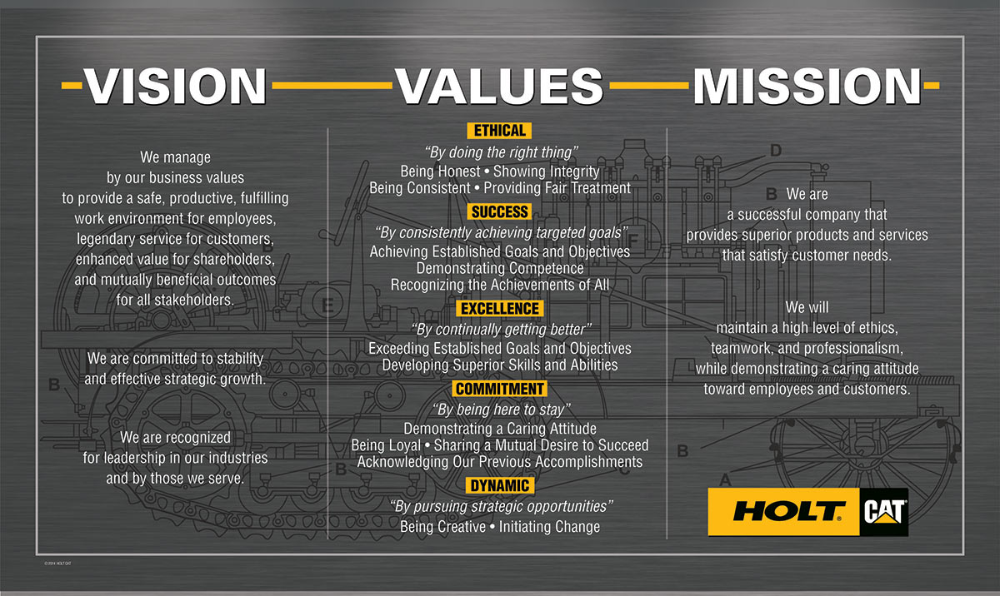 VISION
We manage
by our business values
to provide a safe, productive, fulfilling
work environment for employees,
legendary service for customers,
enhanced value for shareholders,
and mutually beneficial outcomes
for all stakeholders.
We are committed to stability
and effective strategic growth.
We are recognized
for leadership in our industries
and by those we serve.
VALUES
ETHICAL
“By doing the right thing”
Being Honest • Showing Integrity
Being Consistent • Providing Fair Treatment
SUCCESS
“By consistently achieving targeted goals”
Achieving Established Goals and Objectives
Demonstrating Competence
Recognizing the Achievements of All
EXCELLENCE
“By continually getting better”
Exceeding Established Goals and Objectives
Developing Superior Skills and Abilities
COMMITMENT
“By being here to stay”
Demonstrating a Caring Attitude
Being Loyal • Sharing a Mutual Desire to Succeed
Acknowledging Our Previous Accomplishments
DYNAMIC
“By pursuing strategic opportunities”
Being Creative • Initiating Change
MISSION
We are
a successful company that
provides superior products and services
that satisfy customer needs.
We will
maintain a high level of ethics,
teamwork, and professionalism,
while demonstrating a caring attitude
toward employees and customers.
HOLT® CAT
B
E
B
B
F
D
B
B
C
A
© 2014 HOLT CAT